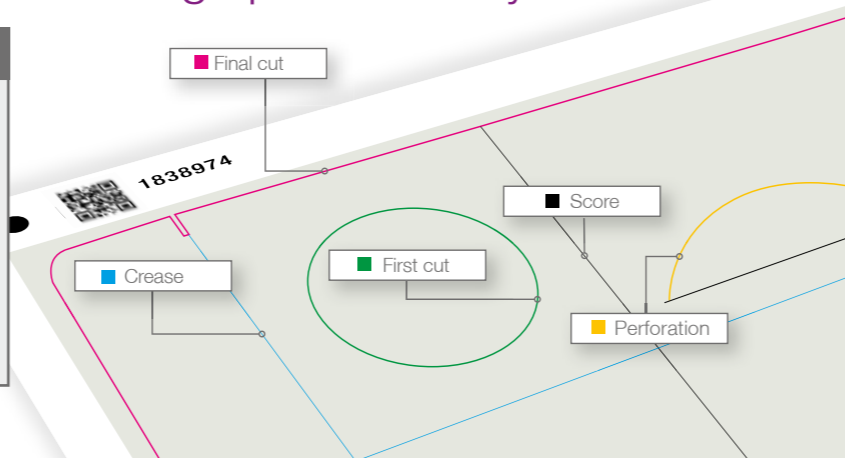 Final cut
1838974
Score
First cut
Crease
Perforation